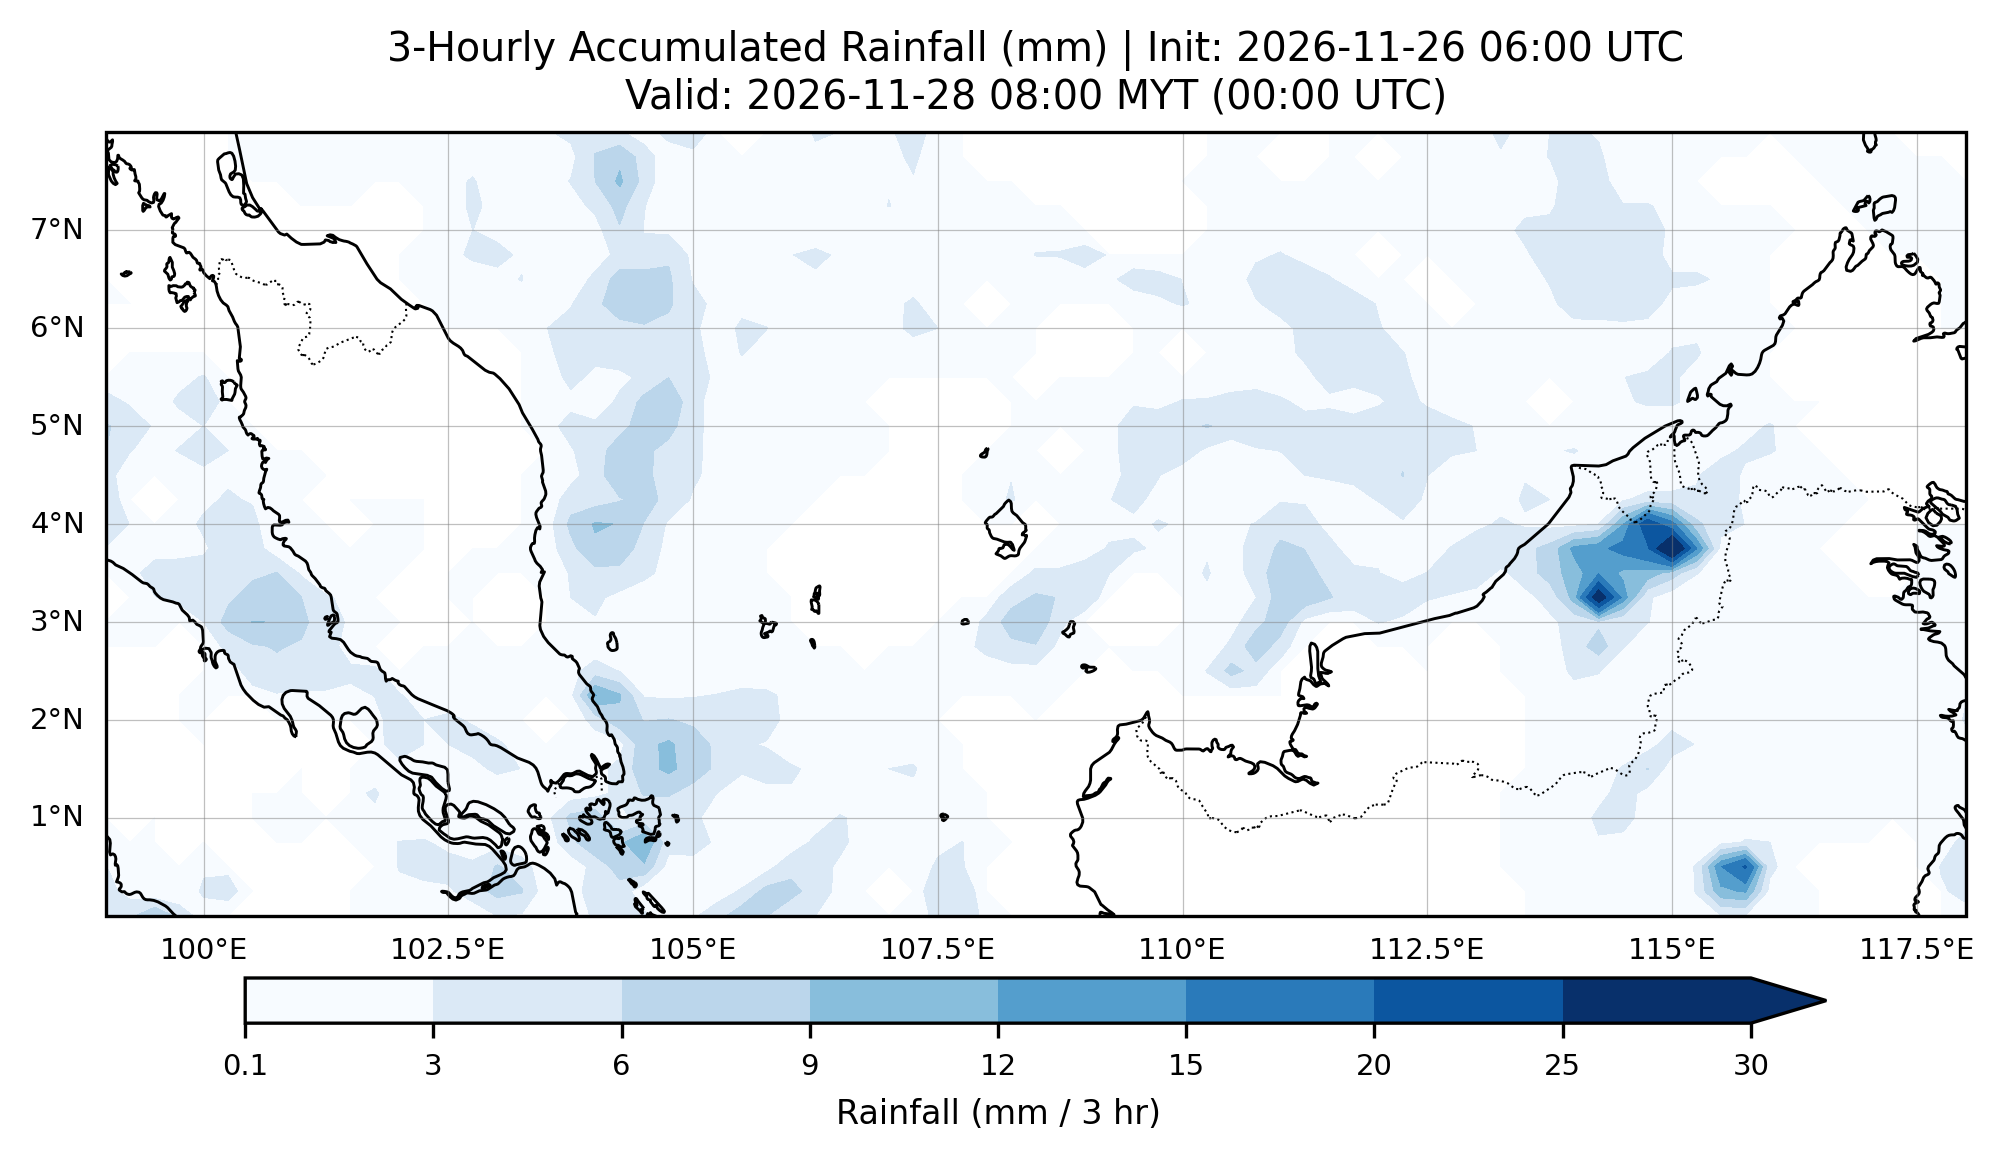 3-Hourly Accumulated Rainfall (mm) | Init: 2026-11-26 06:00 UTC
Valid: 2026-11-28 08:00 MYT (00:00 UTC)
7°N
6°N
5°N
4°N
3°N
2°N
1°N
100°E 102.5°E 105°E 107.5°E 110°E 112.5°E 115°E 117.5°E
0.1 3 6 9 12 15 20 25 30
Rainfall (mm / 3 hr)